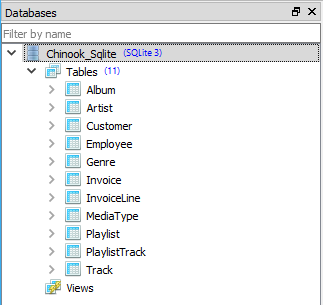 Databases
Filter by name
Chinook_Sqlite (SQLite 3)
Tables (11)
Album
Artist
Customer
Employee
Genre
Invoice
InvoiceLine
MediaType
Playlist
PlaylistTrack
Track
Views